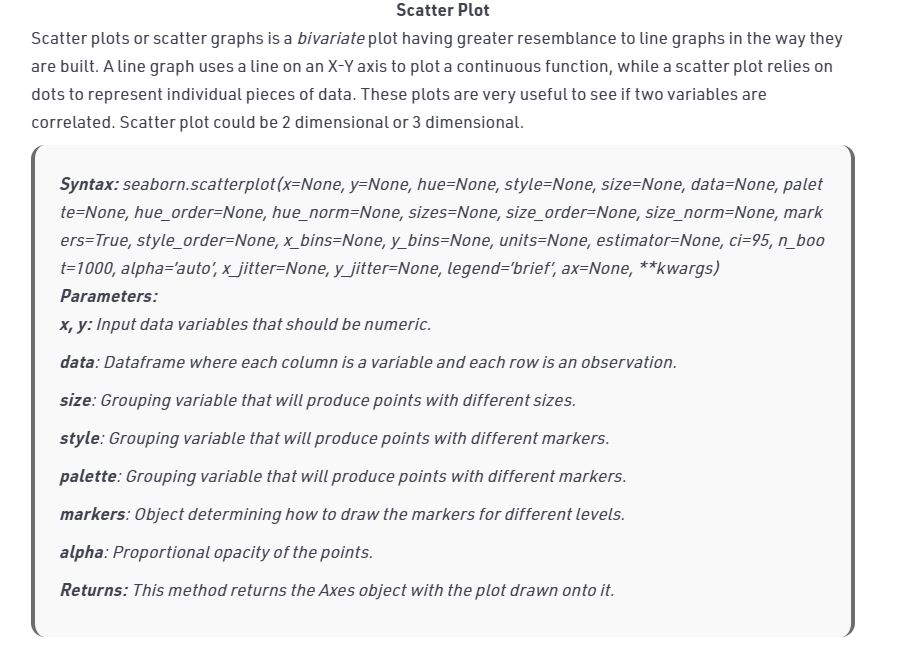 Scatter Plot
Scatter plots or scatter graphs is a bivariate plot having greater resemblance to line graphs in the way they
are built. A line graph uses a line on an X-Y axis to plot a continuous function, while a scatter plot relies on
dots to represent individual pieces of data. These plots are very useful to see if two variables are
correlated. Scatter plot could be 2 dimensional or 3 dimensional.
Syntax: seaborn.scatterplot(x=None, y=None, hue=None, style=None, size=None, data=None, palet
te=None, hue_order=None, hue_norm=None, sizes=None, size_order=None, size_norm=None, mark
ers=True, style_order=None, x_bins=None, y_bins=None, units=None, estimator=None, ci=95, n_boo
t=1000, alpha=’auto’, x_jitter=None, y_jitter=None, legend=’brief’, ax=None, **kwargs)
Parameters:
x, y: Input data variables that should be numeric.
data: Dataframe where each column is a variable and each row is an observation.
size: Grouping variable that will produce points with different sizes.
style: Grouping variable that will produce points with different markers.
palette: Grouping variable that will produce points with different markers.
markers: Object determining how to draw the markers for different levels.
alpha: Proportional opacity of the points.
Returns: This method returns the Axes object with the plot drawn onto it.